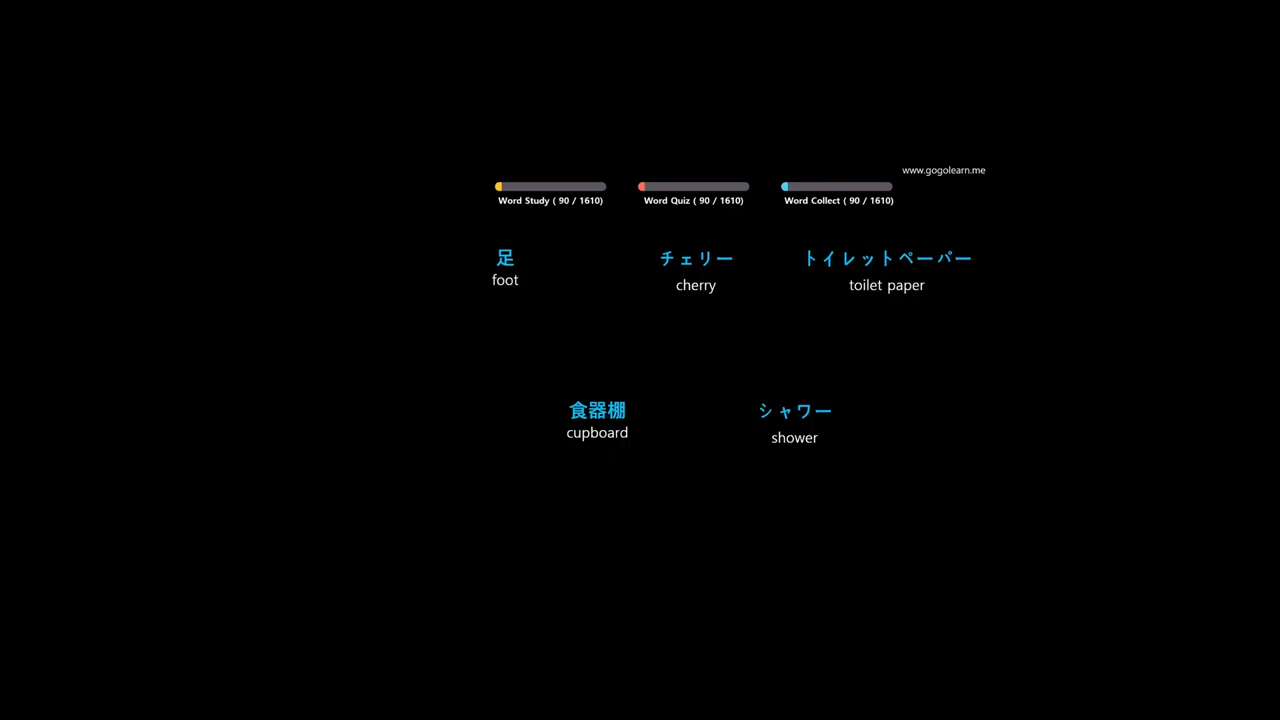 www.gogolearn.me
Word Study ( 90 / 1610)
Word Quiz ( 90 / 1610)
Word Collect ( 90 / 1610)
足
foot
チェリー
cherry
トイレットペーパー
toilet paper
食器棚
cupboard
シャワー
shower